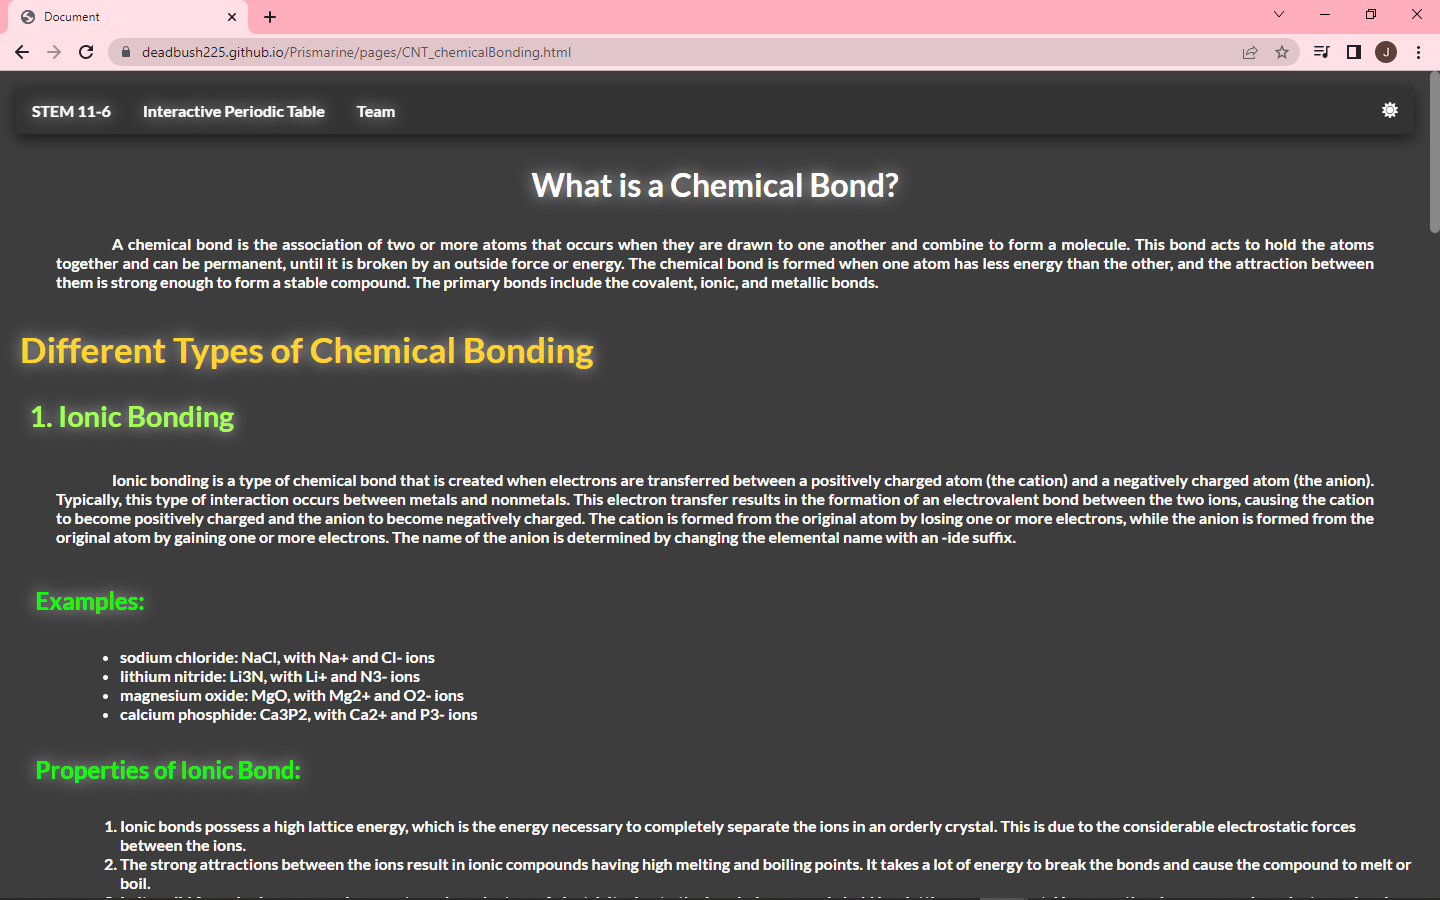 Document
deadbush225.github.io/Prismarine/pages/CNT_chemicalBonding.html
J
STEM 11-6 Interactive Periodic Table Team
What is a Chemical Bond?
A chemical bond is the association of two or more atoms that occurs when they are drawn to one another and combine to form a molecule. This bond acts to hold the atoms
together and can be permanent, until it is broken by an outside force or energy. The chemical bond is formed when one atom has less energy than the other, and the attraction between
them is strong enough to form a stable compound. The primary bonds include the covalent, ionic, and metallic bonds.
Different Types of Chemical Bonding
1. Ionic Bonding
Ionic bonding is a type of chemical bond that is created when electrons are transferred between a positively charged atom (the cation) and a negatively charged atom (the anion).
Typically, this type of interaction occurs between metals and nonmetals. This electron transfer results in the formation of an electrovalent bond between the two ions, causing the cation
to become positively charged and the anion to become negatively charged. The cation is formed from the original atom by losing one or more electrons, while the anion is formed from the
original atom by gaining one or more electrons. The name of the anion is determined by changing the elemental name with an -ide suffix.
Examples:
• sodium chloride: NaCl, with Na+ and Cl- ions
• lithium nitride: Li3N, with Li+ and N3- ions
• magnesium oxide: MgO, with Mg2+ and O2- ions
• calcium phosphide: Ca3P2, with Ca2+ and P3- ions
Properties of Ionic Bond:
1. Ionic bonds possess a high lattice energy, which is the energy necessary to completely separate the ions in an orderly crystal. This is due to the considerable electrostatic forces
between the ions.
2. The strong attractions between the ions result in ionic compounds having high melting and boiling points. It takes a lot of energy to break the bonds and cause the compound to melt or
boil.